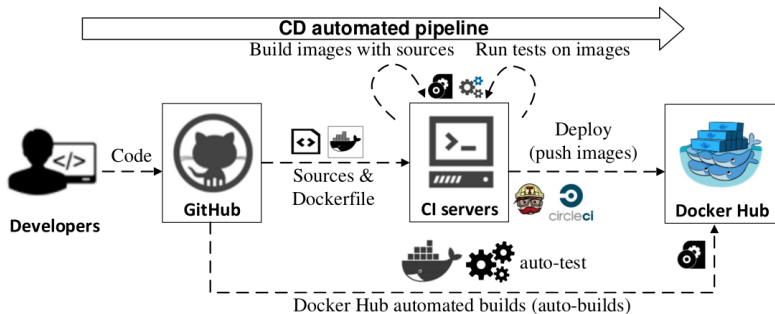 CD automated pipeline
Build images with sources
Run tests on images
Code
Sources &
Dockerfile
Deploy
(push images)
Developers
GitHub
CI servers
circleci
Docker Hub
auto-test
Docker Hub automated builds (auto-builds)